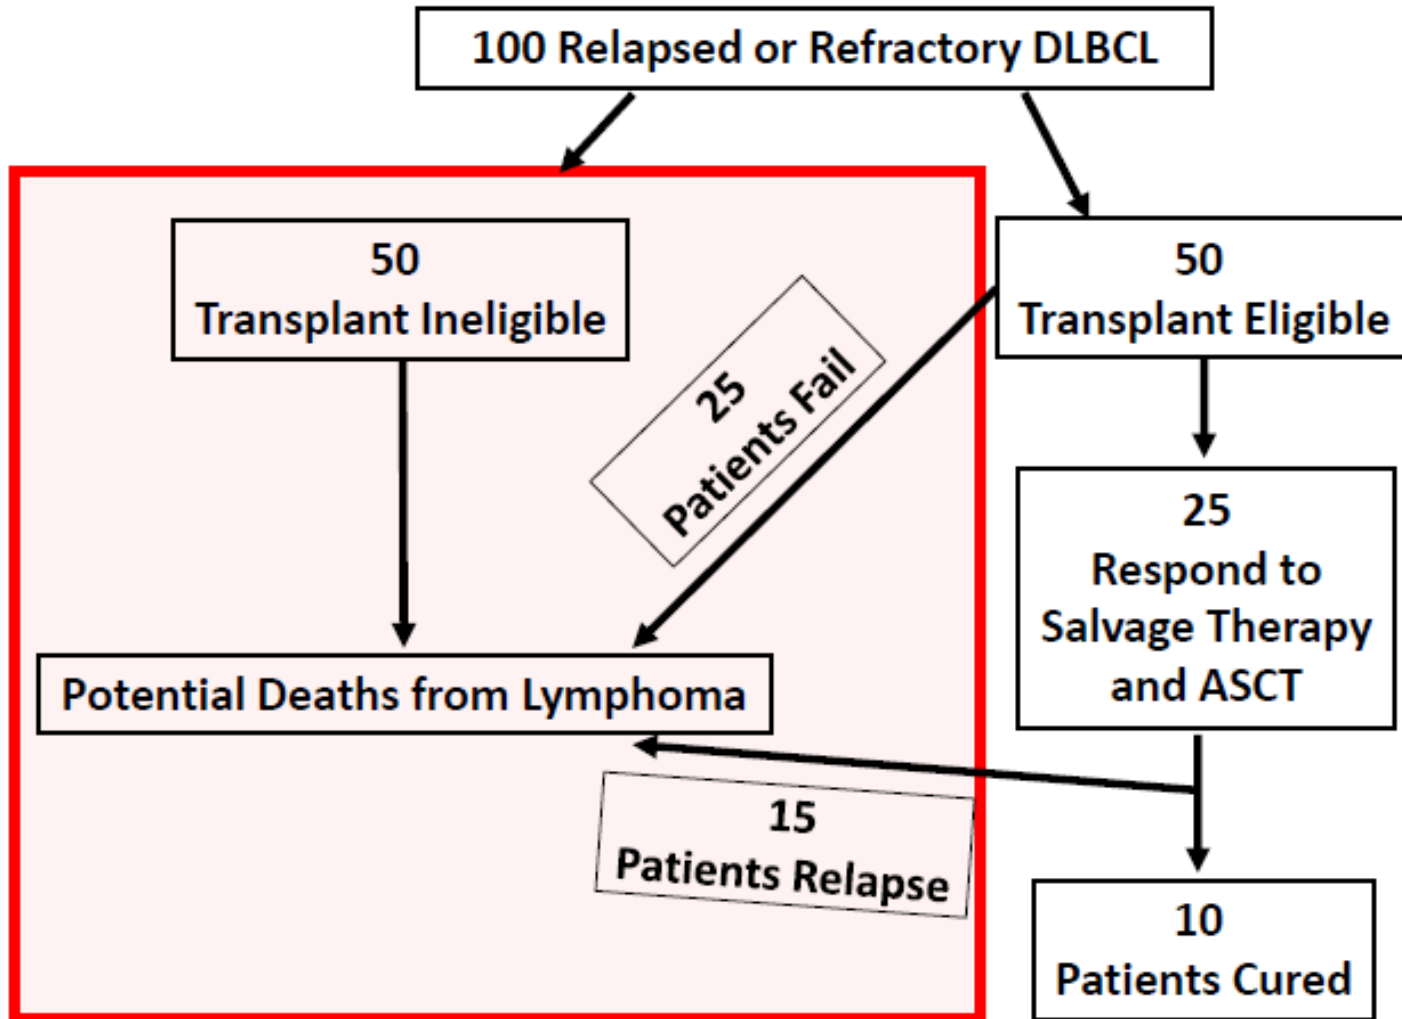 100 Relapsed or Refractory DLBCL
50
Transplant Ineligible
50
Transplant Eligible
25
Patients Fail
25
Respond to
Salvage Therapy
and ASCT
Potential Deaths from Lymphoma
15
Patients Relapse
10
Patients Cured